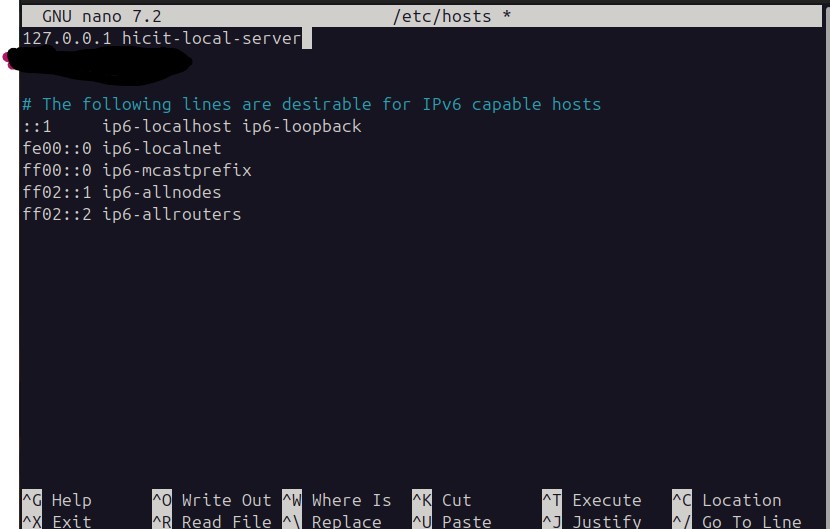 GNU nano 7.2 /etc/hosts *
127.0.0.1 hicit-local-server
# The following lines are desirable for IPv6 capable hosts
::1 ip6-localhost ip6-loopback
fe00::0 ip6-localnet
ff00::0 ip6-mcastprefix
ff02::1 ip6-allnodes
ff02::2 ip6-allrouters
^G Help ^O Write Out ^W Where Is ^K Cut ^T Execute ^C Location
^X Exit ^R Read File ^\ Replace ^U Paste ^J Justify ^/ Go To Line